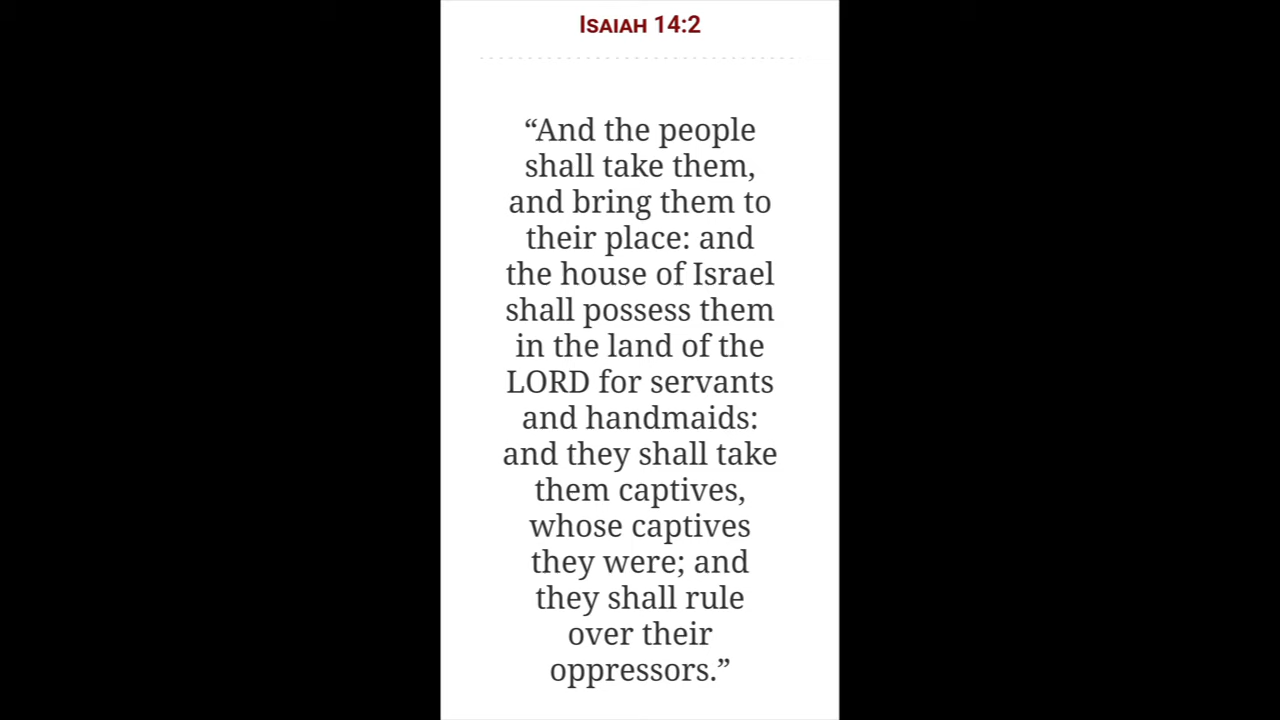 Isaiah 14:2
“And the people
shall take them,
and bring them to
their place: and
the house of Israel
shall possess them
in the land of the
LORD for servants
and handmaids:
and they shall take
them captives,
whose captives
they were; and
they shall rule
over their
oppressors.”